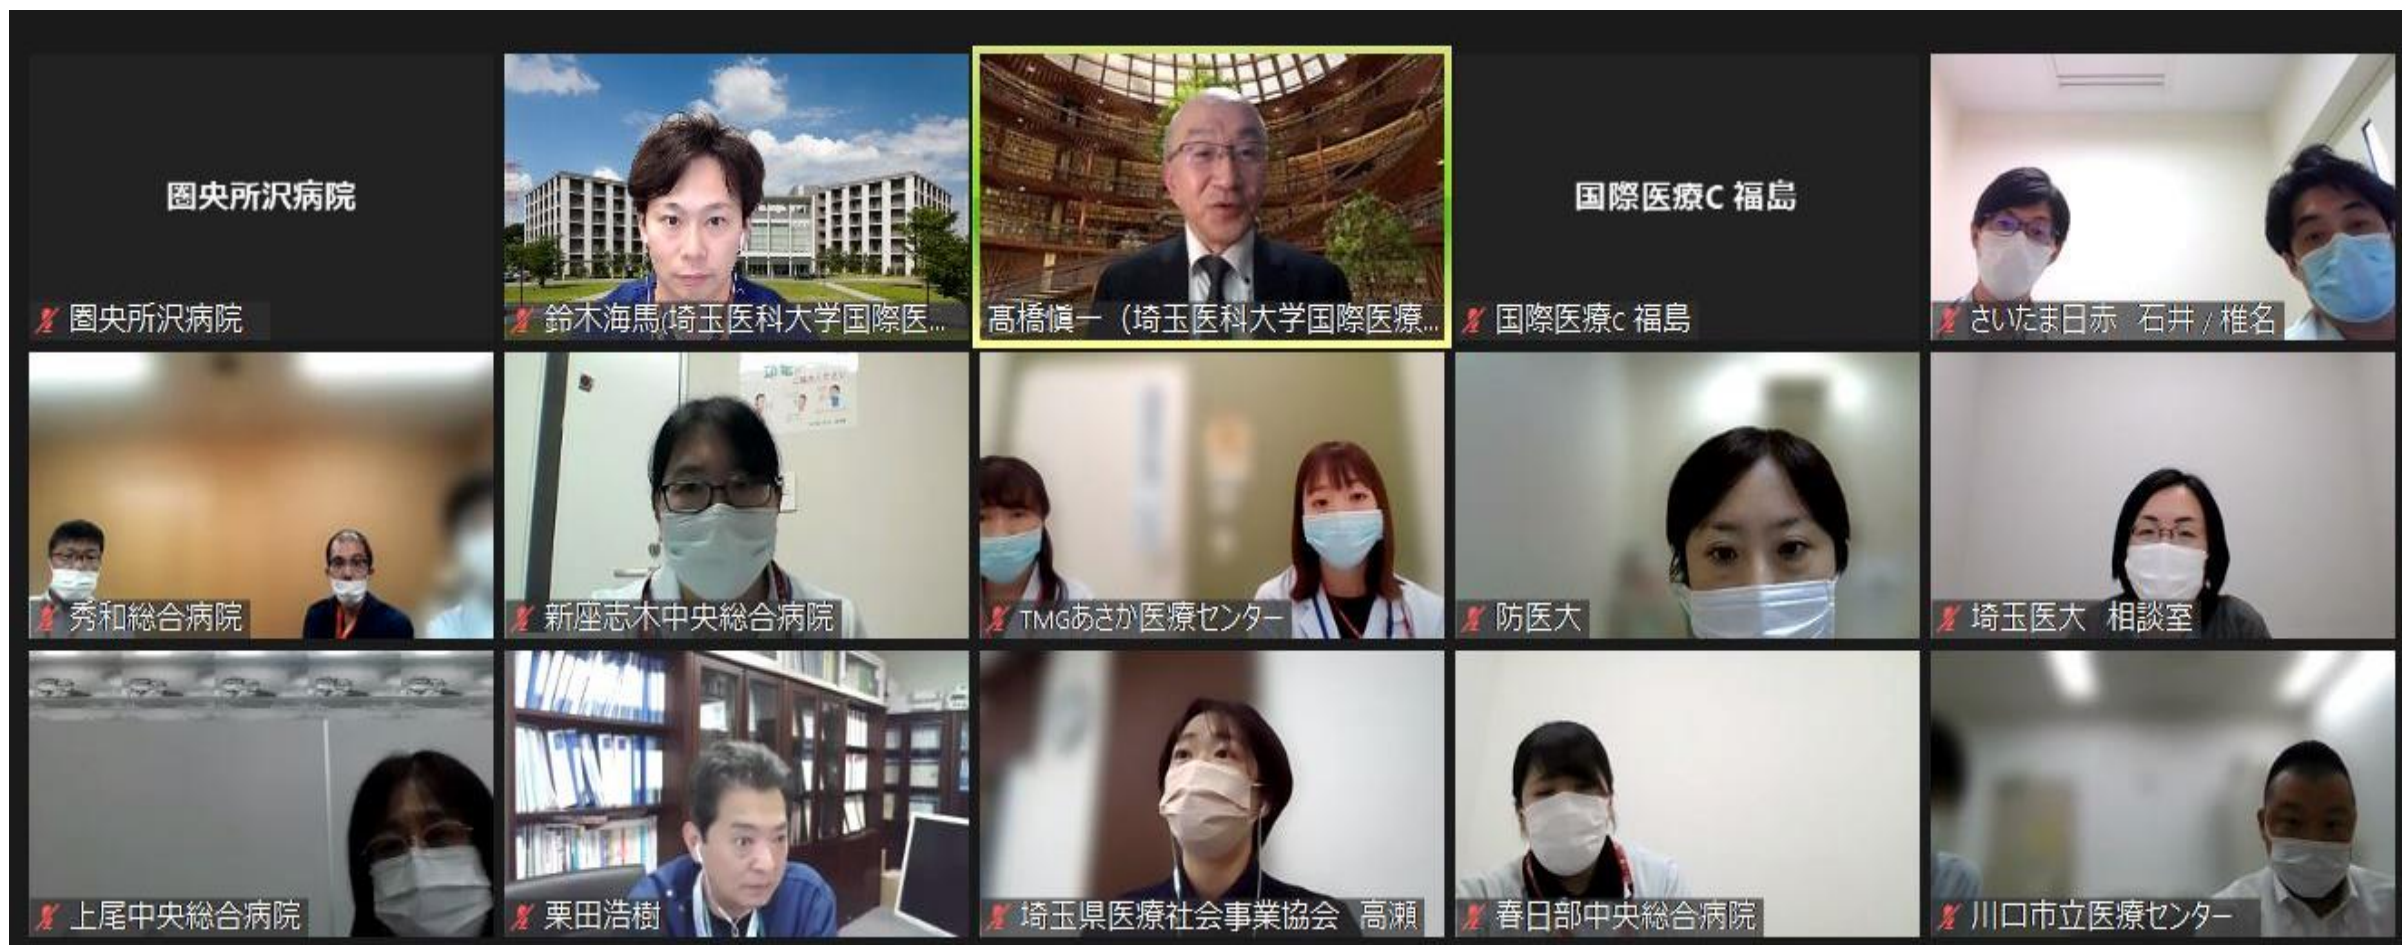 圏央所沢病院
圏央所沢病院
鈴木海馬(埼玉医科大学国際医...
髙橋愼一（埼玉医科大学国際医療...
国際医療C 福島
国際医療C 福島
さいたま日赤　石井 / 椎名
秀和総合病院
新座志木中央総合病院
TMGあさか医療センター
防医大
埼玉医大　相談室
上尾中央総合病院
栗田浩樹
埼玉県医療社会事業協会　高瀬
春日部中央総合病院
川口市立医療センター